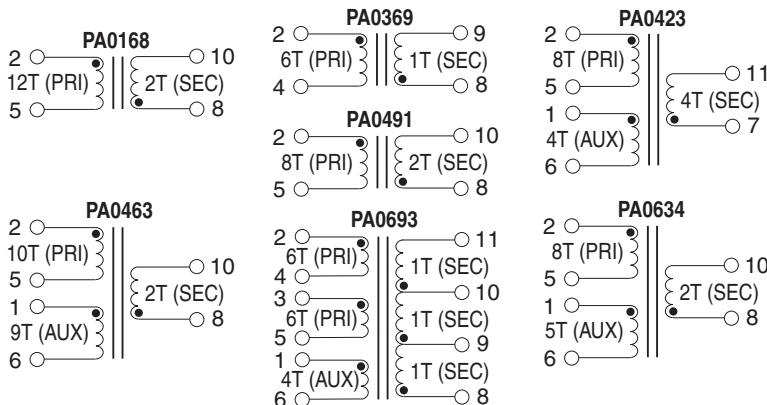 PA0168
2
10
12T (PRI)
2T (SEC)
5
8
PA0369
2
9
6T (PRI)
1T (SEC)
4
8
PA0423
2
8T (PRI)
5
11
1
4T (SEC)
4T (AUX)
7
6
PA0491
2
10
8T (PRI)
2T (SEC)
5
8
PA0463
2
10T (PRI)
5
10
1
2T (SEC)
9T (AUX)
8
6
PA0693
2
11
6T (PRI)
1T (SEC)
4
10
3
6T (PRI)
1T (SEC)
5
9
1
4T (AUX)
1T (SEC)
6
8
PA0634
2
8T (PRI)
5
10
1
2T (SEC)
5T (AUX)
8
6